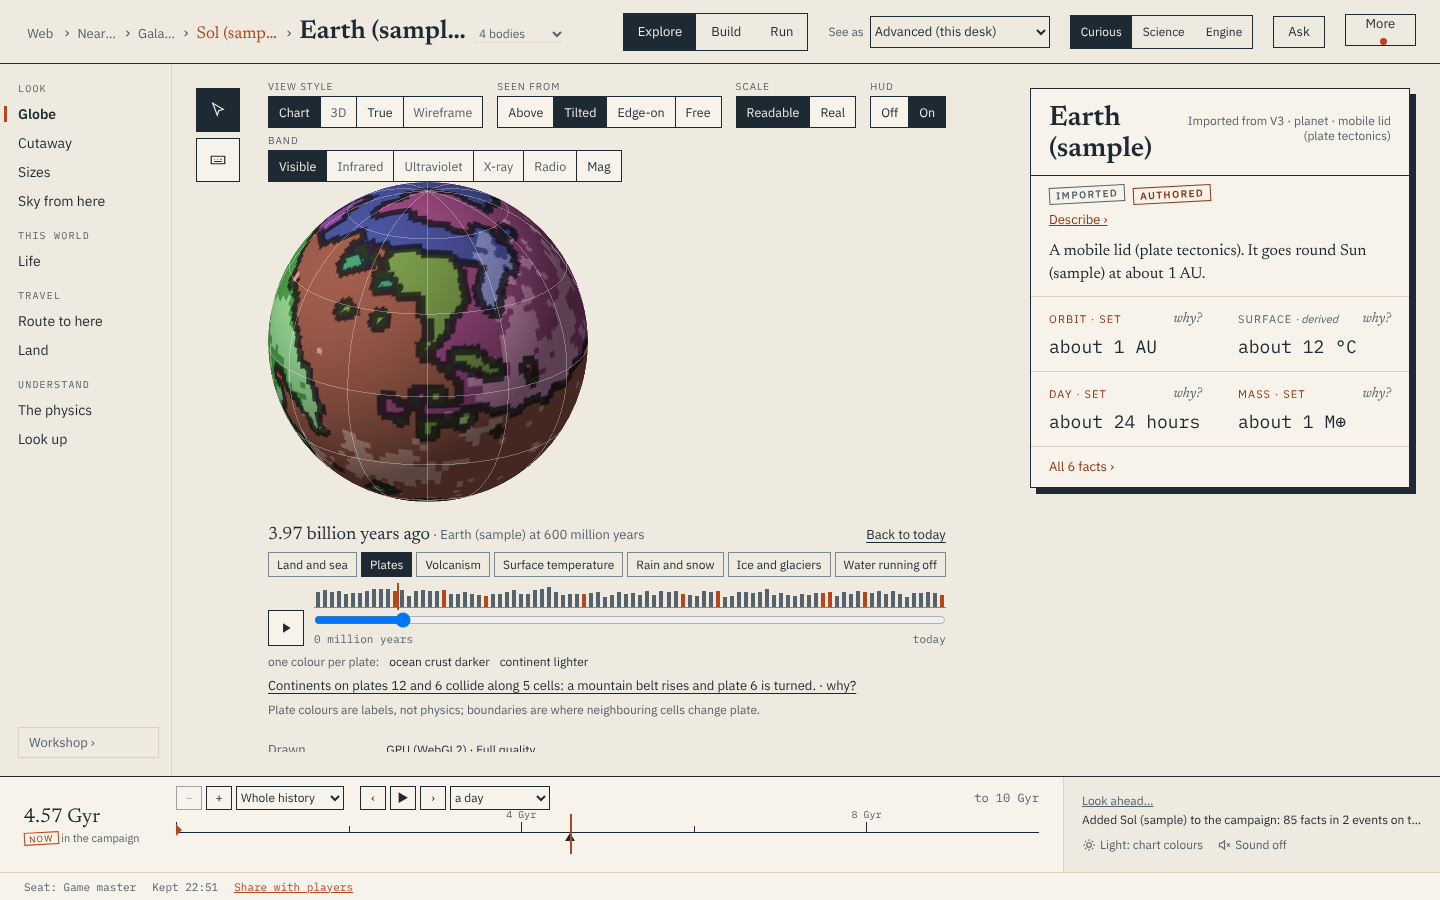 Web › Near... › Gala... › Sol (samp... › Earth (sampl... 4 bodies
Explore Build Run
See as Advanced (this desk)
Curious Science Engine
Ask
More
LOOK
Globe
Cutaway
Sizes
Sky from here
THIS WORLD
Life
TRAVEL
Route to here
Land
UNDERSTAND
The physics
Look up
Workshop ›
VIEW STYLE
Chart 3D True Wireframe
SEEN FROM
Above Tilted Edge-on Free
SCALE
Readable Real
HUD
Off On
BAND
Visible Infrared Ultraviolet X-ray Radio Mag
3.97 billion years ago · Earth (sample) at 600 million years
Back to today
Land and sea Plates Volcanism Surface temperature Rain and snow Ice and glaciers Water running off
0 million years today
one colour per plate: ocean crust darker continent lighter
Continents on plates 12 and 6 collide along 5 cells: a mountain belt rises and plate 6 is turned. · why?
Plate colours are labels, not physics; boundaries are where neighbouring cells change plate.
Drawn GPU (WebGL2) · Full quality
Earth
(sample)
Imported from V3 · planet · mobile lid
(plate tectonics)
IMPORTED AUTHORED
Describe ›
A mobile lid (plate tectonics). It goes round Sun
(sample) at about 1 AU.
ORBIT · SET why?
about 1 AU
SURFACE · derived why?
about 12 °C
DAY · SET why?
about 24 hours
MASS · SET why?
about 1 M⊕
All 6 facts ›
4.57 Gyr
NOW in the campaign
− + Whole history ‹ › a day
to 10 Gyr
4 Gyr 8 Gyr
Look ahead...
Added Sol (sample) to the campaign: 85 facts in 2 events on t...
Light: chart colours Sound off
Seat: Game master Kept 22:51 Share with players